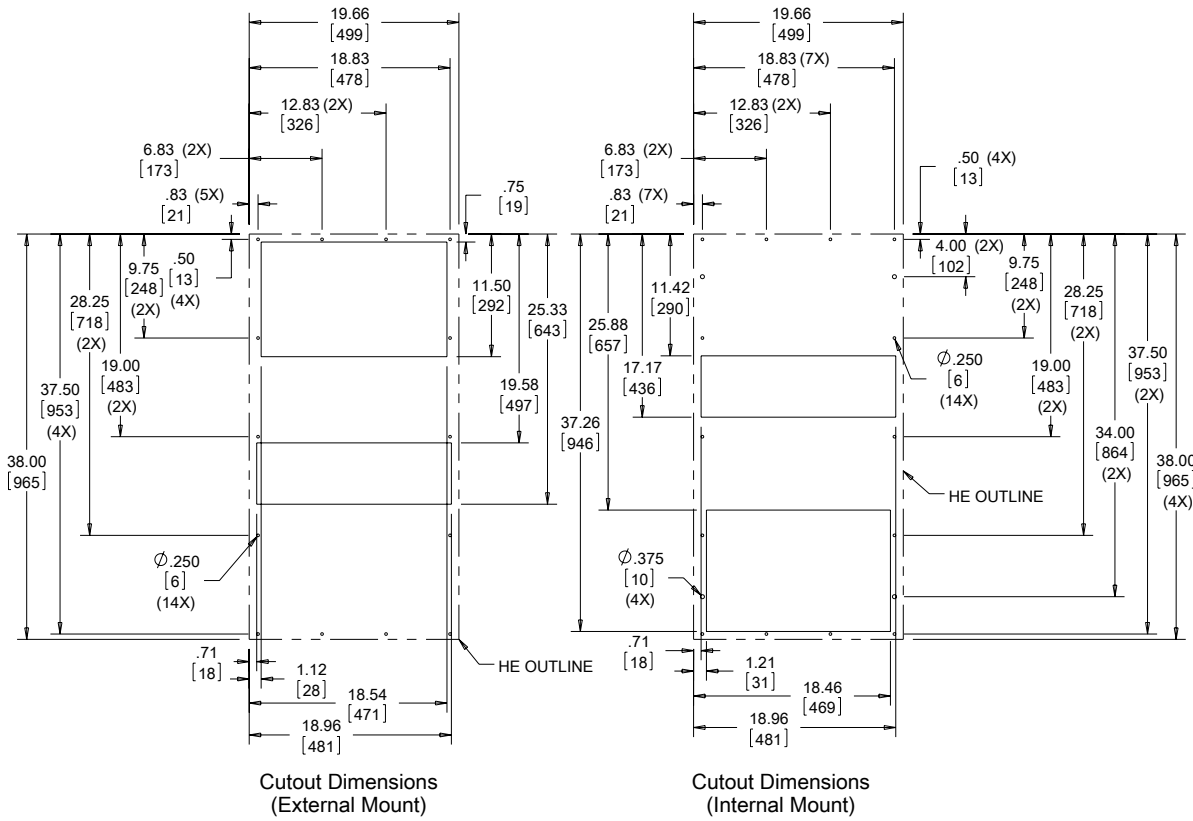 19.66
[499]
18.83
[478]
12.83 (2X)
[326]
6.83 (2X)
[173]
.83 (5X)
[21]
.75
[19]
.50
[13]
(4X)
9.75
[248]
(2X)
28.25
[718]
(2X)
19.00
[483]
(2X)
37.50
[953]
(4X)
38.00
[965]
11.50
[292]
25.33
[643]
19.58
[497]
Ø.250
[6]
(14X)
.71
[18]
1.12
[28]
18.54
[471]
18.96
[481]
HE OUTLINE
Cutout Dimensions
(External Mount)
19.66
[499]
18.83 (7X)
[478]
12.83 (2X)
[326]
6.83 (2X)
[173]
.83 (7X)
[21]
.50 (4X)
[13]
4.00 (2X)
[102]
11.42
[290]
25.88
[657]
17.17
[436]
37.26
[946]
9.75
[248]
(2X)
28.25
[718]
(2X)
Ø.250
[6]
(14X)
19.00
[483]
(2X)
37.50
[953]
(2X)
34.00
[864]
(2X)
38.00
[965]
(4X)
HE OUTLINE
Ø.375
[10]
(4X)
.71
[18]
1.21
[31]
18.46
[469]
18.96
[481]
Cutout Dimensions
(Internal Mount)